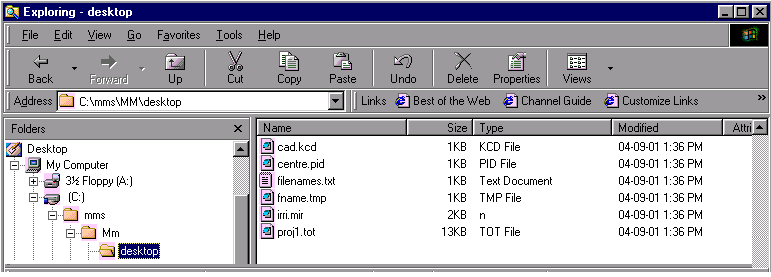 Exploring - desktop
File Edit View Go Favorites Tools Help
Back Forward Up Cut Copy Paste Undo Delete Properties Views
Address C:\mms\MM\desktop Links Best of the Web Channel Guide Customize Links »
Folders
Name Size Type Modified Attri
Desktop
cad.kcd 1KB KCD File 04-09-01 1:36 PM
My Computer
centre.pid 1KB PID File 04-09-01 1:36 PM
3½ Floppy (A:)
filenames.txt 1KB Text Document 04-09-01 1:36 PM
(C:)
fname.tmp 1KB TMP File 04-09-01 1:36 PM
mms
irri.mir 2KB n 04-09-01 1:36 PM
Mm
proj1.tot 13KB TOT File 04-09-01 1:36 PM
desktop